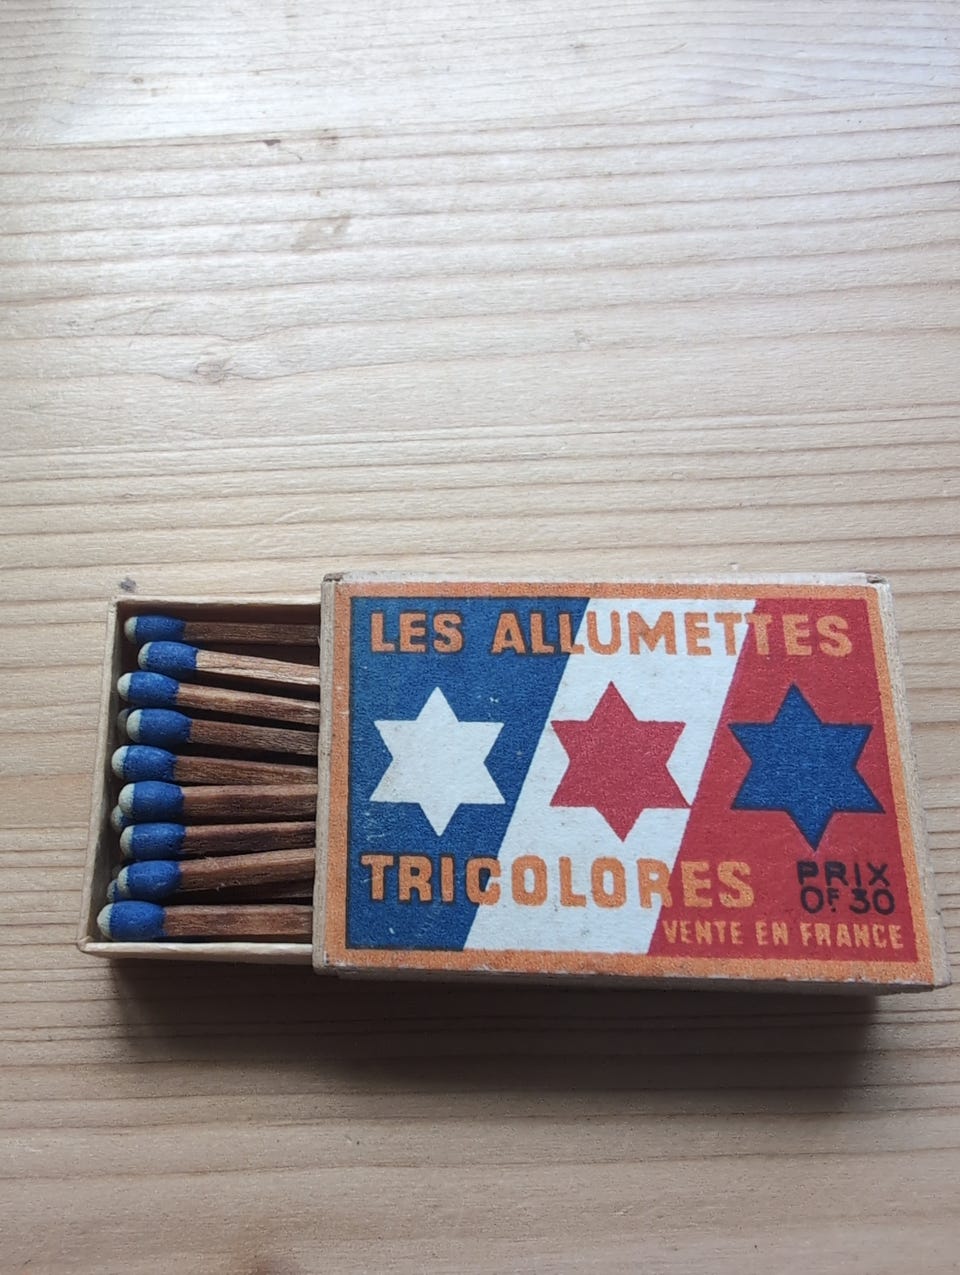 LES ALLUMETTES
TRICOLORES
PRIX
0F. 30
VENTE EN FRANCE